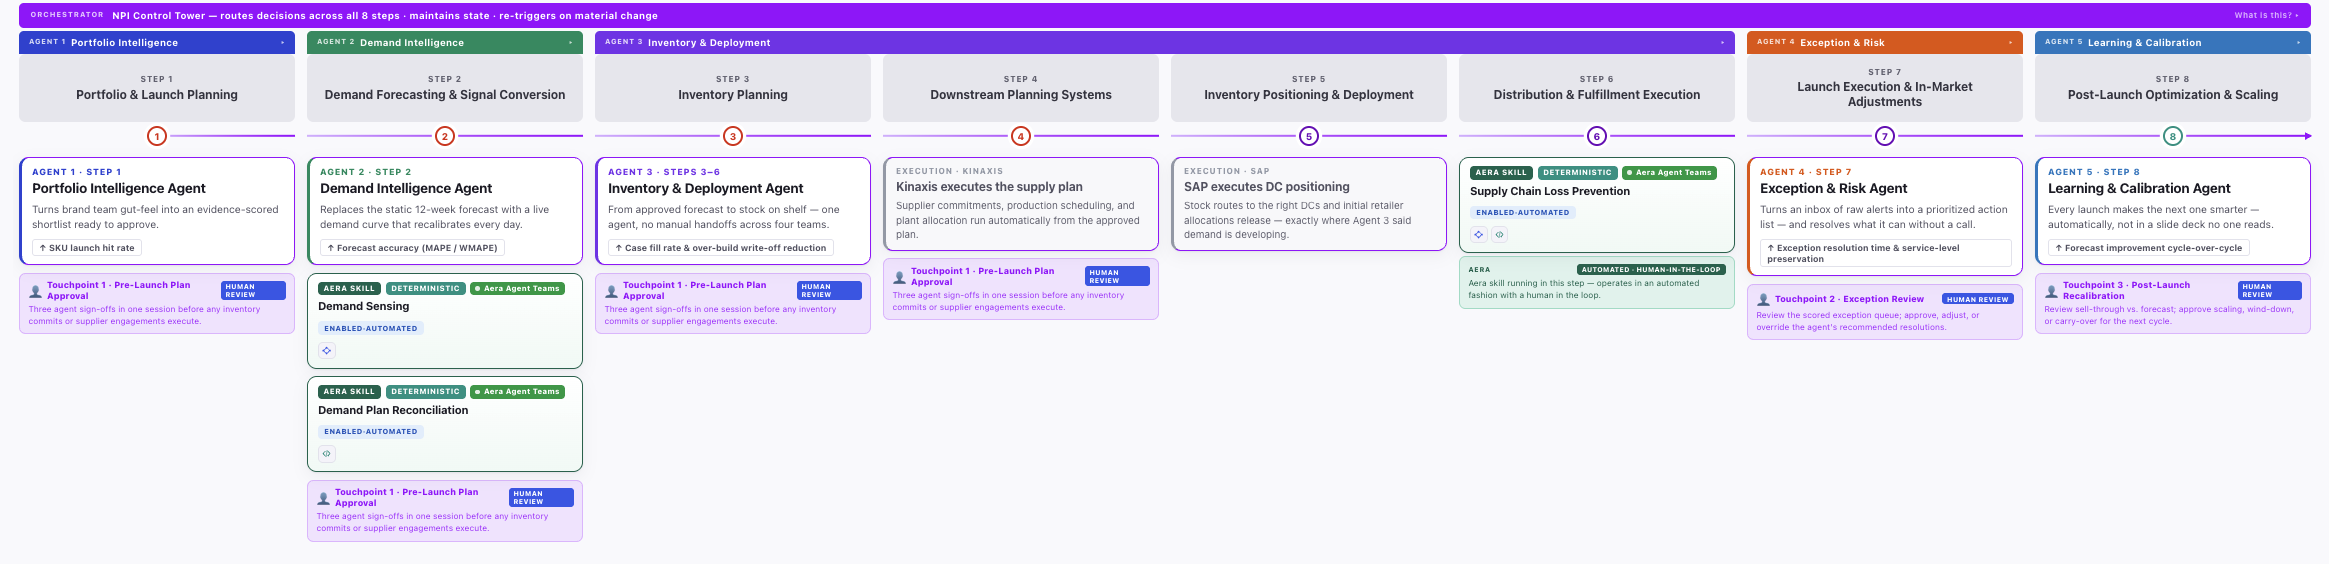 ORCHESTRATOR NPI Control Tower — routes decisions across all 8 steps · maintains state · re-triggers on material change What is this? ▸
AGENT 1 Portfolio Intelligence ▸
AGENT 2 Demand Intelligence ▸
AGENT 3 Inventory & Deployment ▸
AGENT 4 Exception & Risk ▸
AGENT 5 Learning & Calibration ▸
STEP 1
Portfolio & Launch Planning
STEP 2
Demand Forecasting & Signal Conversion
STEP 3
Inventory Planning
STEP 4
Downstream Planning Systems
STEP 5
Inventory Positioning & Deployment
STEP 6
Distribution & Fulfillment Execution
STEP 7
Launch Execution & In-Market
Adjustments
STEP 8
Post-Launch Optimization & Scaling
1
2
3
4
5
6
7
8
AGENT 1 · STEP 1
Portfolio Intelligence Agent
Turns brand team gut-feel into an evidence-scored
shortlist ready to approve.
↑ SKU launch hit rate
Touchpoint 1 · Pre-Launch Plan
Approval
HUMAN
REVIEW
Three agent sign-offs in one session before any inventory
commits or supplier engagements execute.
AGENT 2 · STEP 2
Demand Intelligence Agent
Replaces the static 12-week forecast with a live
demand curve that recalibrates every day.
↑ Forecast accuracy (MAPE / WMAPE)
AERA SKILL DETERMINISTIC Aera Agent Teams
Demand Sensing
ENABLED-AUTOMATED
AERA SKILL DETERMINISTIC Aera Agent Teams
Demand Plan Reconciliation
ENABLED-AUTOMATED
Touchpoint 1 · Pre-Launch Plan
Approval
HUMAN
REVIEW
Three agent sign-offs in one session before any inventory
commits or supplier engagements execute.
AGENT 3 · STEPS 3–6
Inventory & Deployment Agent
From approved forecast to stock on shelf — one
agent, no manual handoffs across four teams.
↑ Case fill rate & over-build write-off reduction
Touchpoint 1 · Pre-Launch Plan
Approval
HUMAN
REVIEW
Three agent sign-offs in one session before any inventory
commits or supplier engagements execute.
EXECUTION · KINAXIS
Kinaxis executes the supply plan
Supplier commitments, production scheduling, and
plant allocation run automatically from the approved
plan.
Touchpoint 1 · Pre-Launch Plan
Approval
HUMAN
REVIEW
Three agent sign-offs in one session before any inventory
commits or supplier engagements execute.
EXECUTION · SAP
SAP executes DC positioning
Stock routes to the right DCs and initial retailer
allocations release — exactly where Agent 3 said
demand is developing.
AERA SKILL DETERMINISTIC Aera Agent Teams
Supply Chain Loss Prevention
ENABLED-AUTOMATED
AERA AUTOMATED · HUMAN-IN-THE-LOOP
Aera skill running in this step — operates in an automated
fashion with a human in the loop.
AGENT 4 · STEP 7
Exception & Risk Agent
Turns an inbox of raw alerts into a prioritized action
list — and resolves what it can without a call.
↑ Exception resolution time & service-level
preservation
Touchpoint 2 · Exception Review HUMAN REVIEW
Review the scored exception queue; approve, adjust, or
override the agent's recommended resolutions.
AGENT 5 · STEP 8
Learning & Calibration Agent
Every launch makes the next one smarter —
automatically, not in a slide deck no one reads.
↑ Forecast improvement cycle-over-cycle
Touchpoint 3 · Post-Launch
Recalibration
HUMAN
REVIEW
Review sell-through vs. forecast; approve scaling, wind-down,
or carry-over for the next cycle.